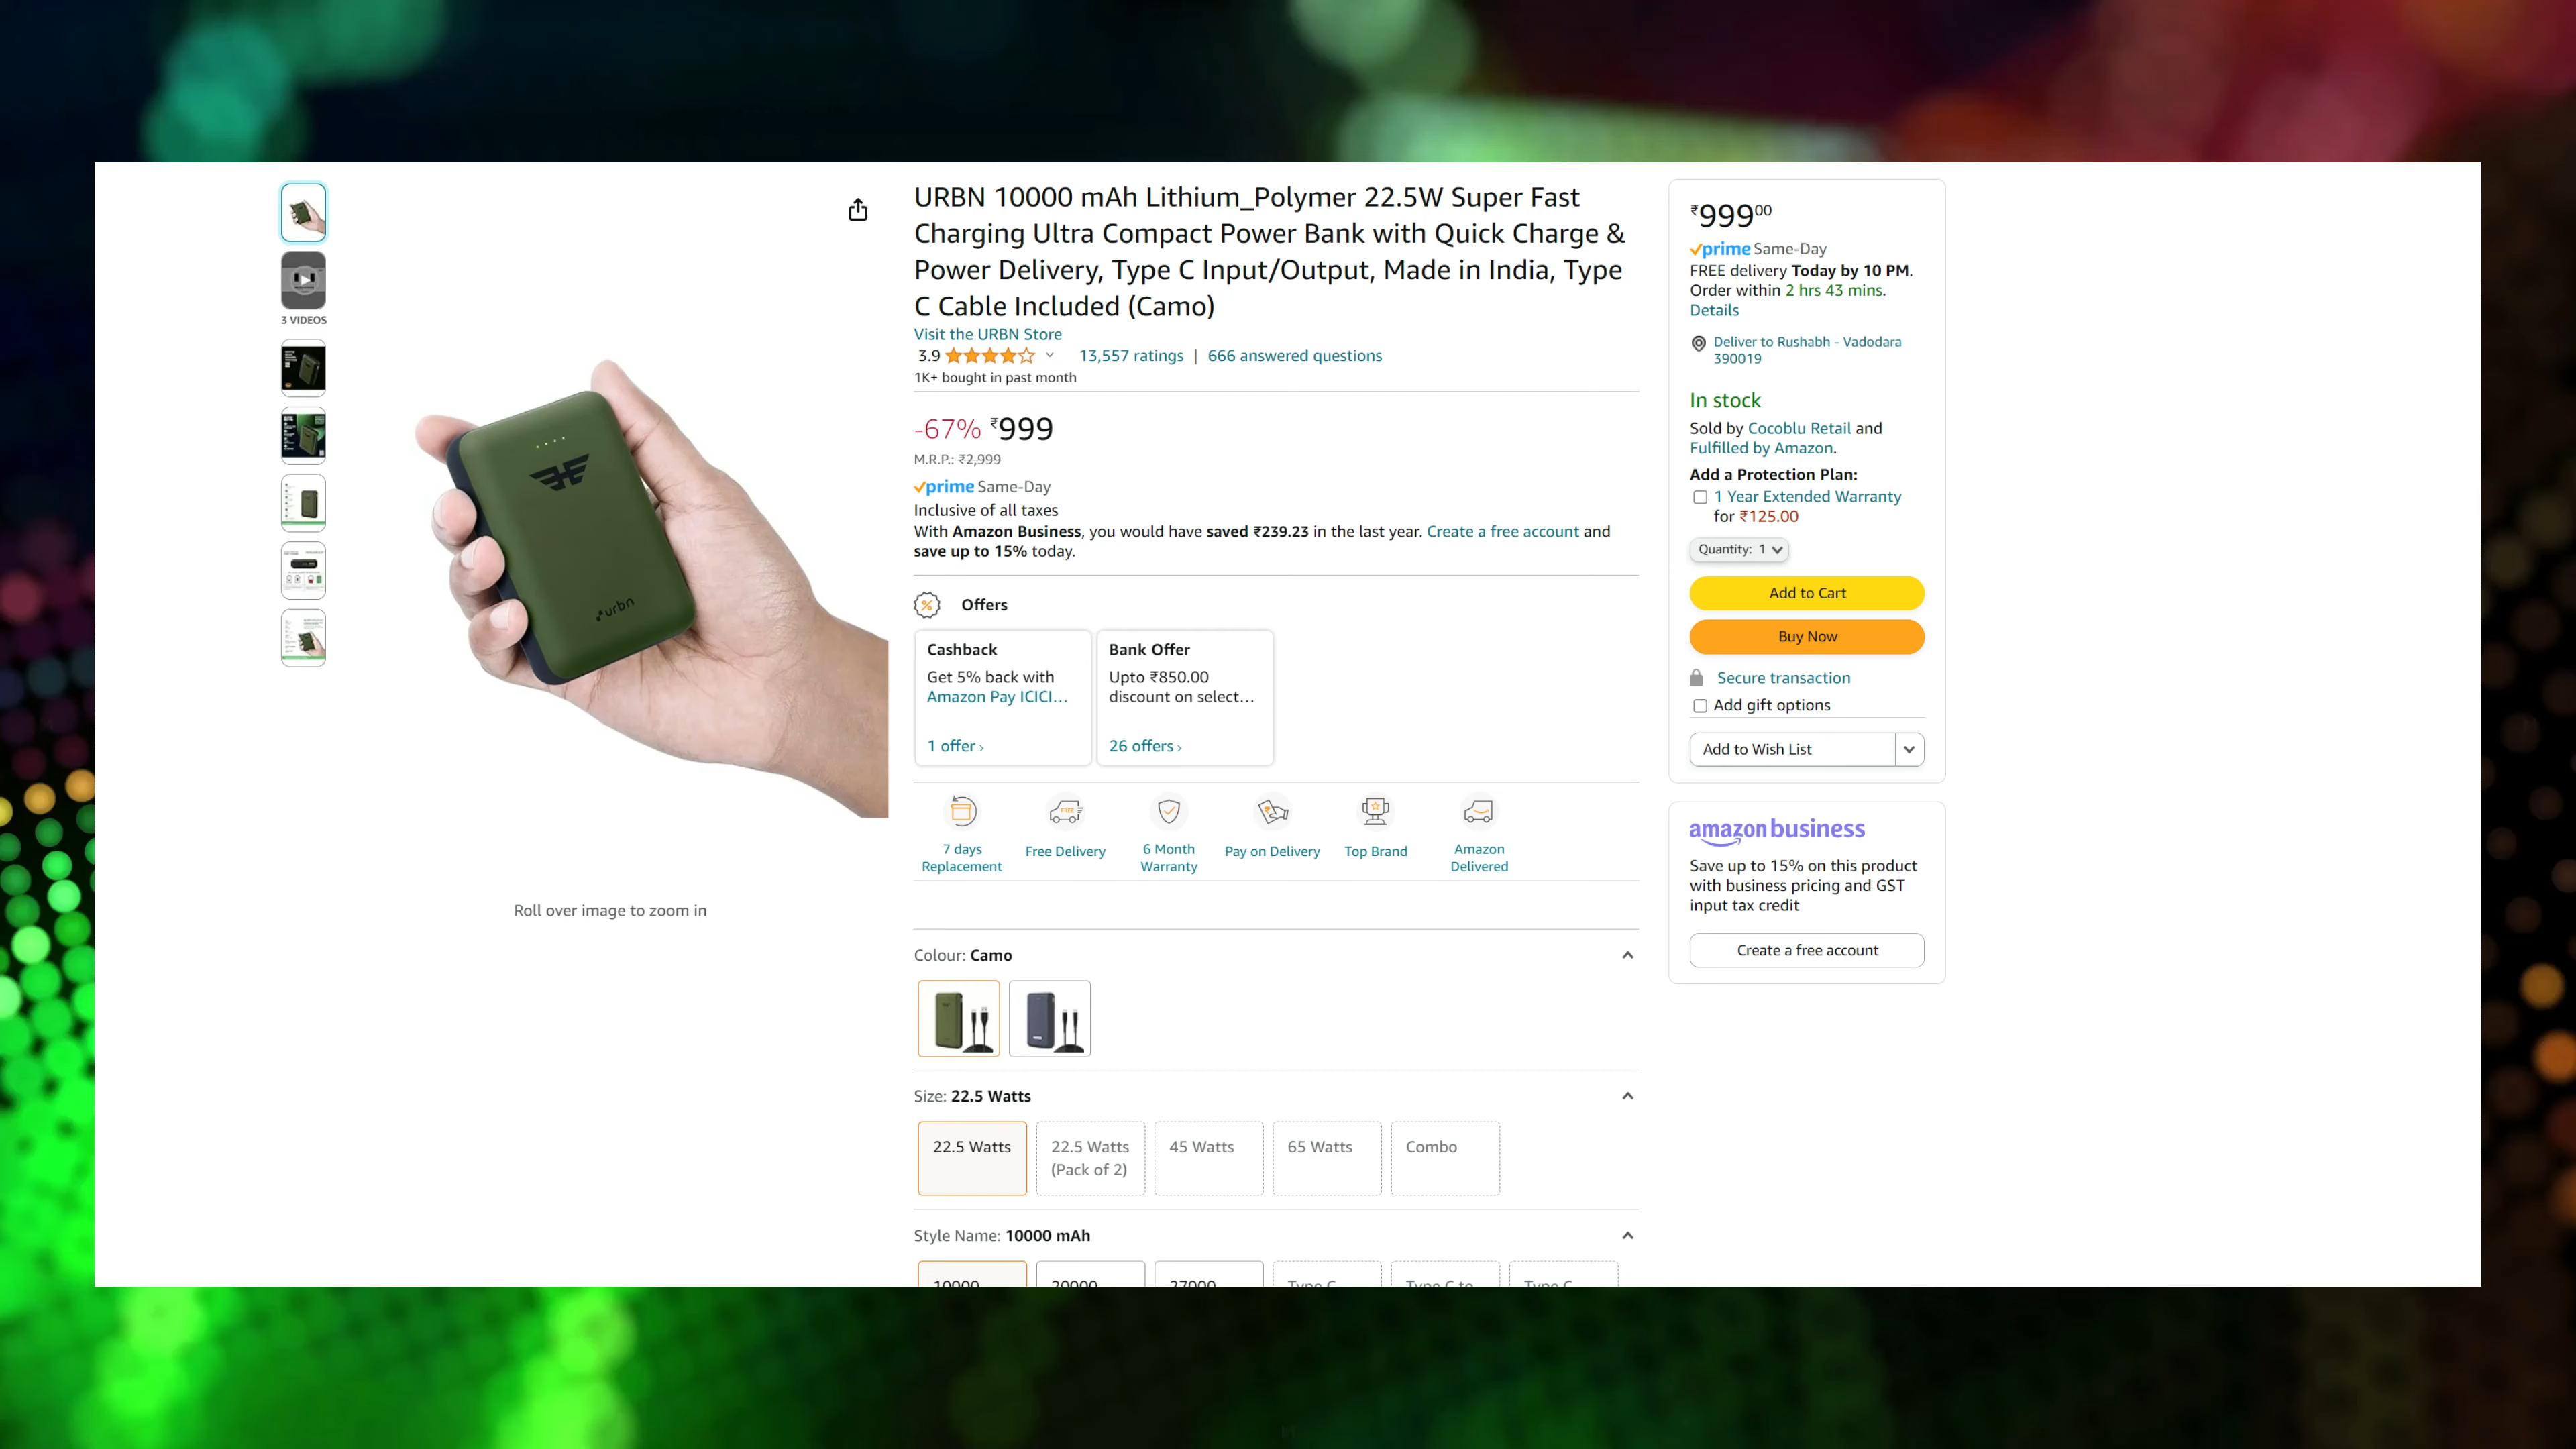 3 VIDEOS
urbn
Roll over image to zoom in
URBN 10000 mAh Lithium_Polymer 22.5W Super Fast
Charging Ultra Compact Power Bank with Quick Charge &
Power Delivery, Type C Input/Output, Made in India, Type
C Cable Included (Camo)
Visit the URBN Store
3.9
13,557 ratings | 666 answered questions
1K+ bought in past month
-67% ₹999
M.R.P.: ₹2,999
prime Same-Day
Inclusive of all taxes
With Amazon Business, you would have saved ₹239.23 in the last year. Create a free account and
save up to 15% today.
% Offers
Cashback
Get 5% back with
Amazon Pay ICICI…
1 offer ›
Bank Offer
Upto ₹850.00
discount on select…
26 offers ›
7 days
Replacement
FREE
Free Delivery
6 Month
Warranty
Pay on Delivery
Top Brand
Amazon
Delivered
Colour: Camo
Size: 22.5 Watts
22.5 Watts
22.5 Watts
(Pack of 2)
45 Watts
65 Watts
Combo
Style Name: 10000 mAh
10000
20000
27000
Type C
Type C to
Type C
₹99900
prime Same-Day
FREE delivery Today by 10 PM.
Order within 2 hrs 43 mins.
Details
Deliver to Rushabh - Vadodara
390019
In stock
Sold by Cocoblu Retail and
Fulfilled by Amazon.
Add a Protection Plan:
1 Year Extended Warranty
for ₹125.00
Quantity: 1
Add to Cart
Buy Now
Secure transaction
Add gift options
Add to Wish List
amazon business
Save up to 15% on this product
with business pricing and GST
input tax credit
Create a free account